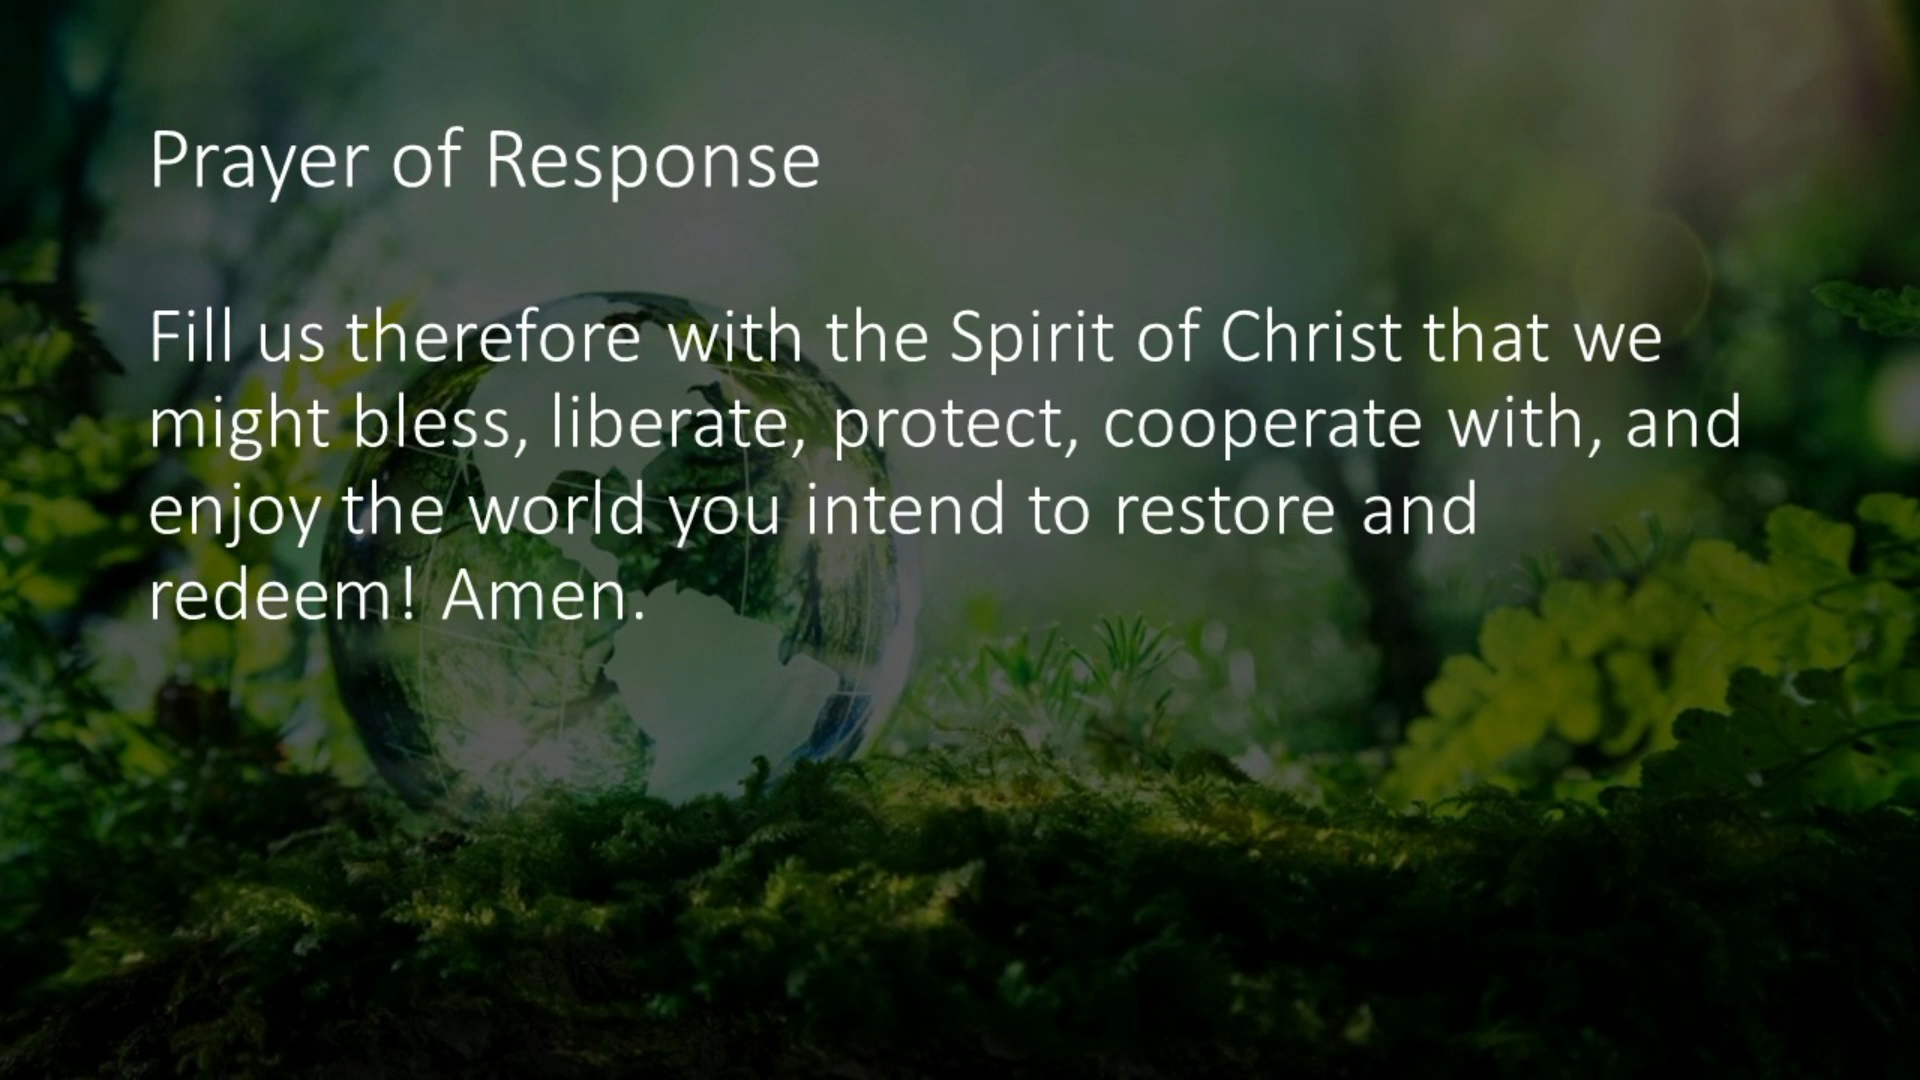 Prayer of Response
Fill us therefore with the Spirit of Christ that we
might bless, liberate, protect, cooperate with, and
enjoy the world you intend to restore and
redeem! Amen.